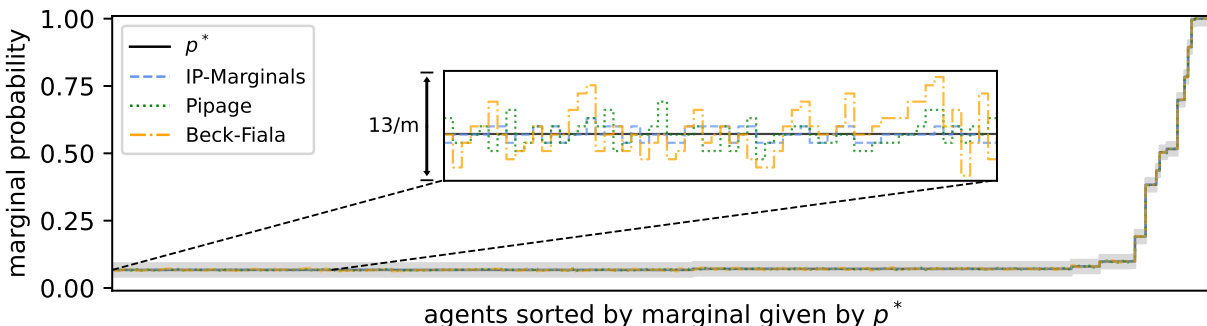 marginal probability
1.00
0.75
0.50
0.25
0.00
p*
IP-Marginals
Pipage
Beck-Fiala
13/m
agents sorted by marginal given by p*